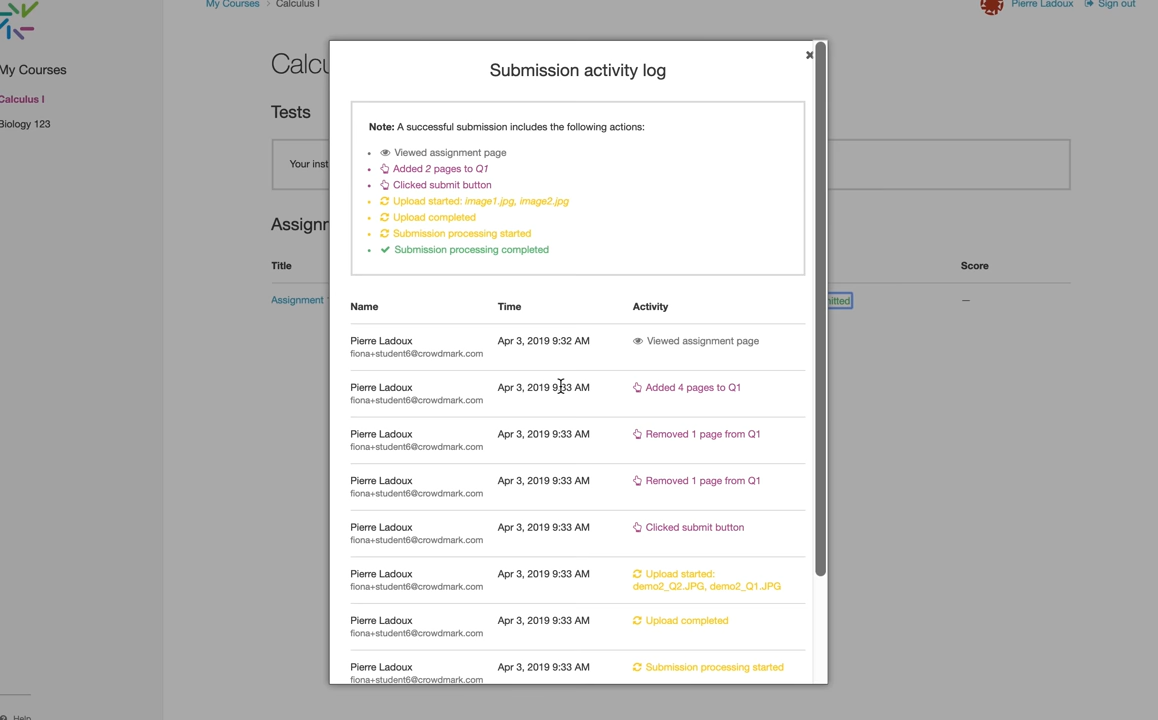 My Courses > Calculus I
Pierre Ladoux
Sign out
My Courses
Calculus I
Biology 123
Help
Calcu
Tests
Your inst
Assignm
Title
Score
Assignment
itted
—
×
Submission activity log
Note: A successful submission includes the following actions:
• Viewed assignment page
• Added 2 pages to Q1
• Clicked submit button
• Upload started: image1.jpg, image2.jpg
• Upload completed
• Submission processing started
• Submission processing completed
Name Time Activity
Pierre Ladoux Apr 3, 2019 9:32 AM Viewed assignment page
fiona+student6@crowdmark.com
Pierre Ladoux Apr 3, 2019 9:33 AM Added 4 pages to Q1
fiona+student6@crowdmark.com
Pierre Ladoux Apr 3, 2019 9:33 AM Removed 1 page from Q1
fiona+student6@crowdmark.com
Pierre Ladoux Apr 3, 2019 9:33 AM Removed 1 page from Q1
fiona+student6@crowdmark.com
Pierre Ladoux Apr 3, 2019 9:33 AM Clicked submit button
fiona+student6@crowdmark.com
Pierre Ladoux Apr 3, 2019 9:33 AM Upload started:
fiona+student6@crowdmark.com demo2_Q2.JPG, demo2_Q1.JPG
Pierre Ladoux Apr 3, 2019 9:33 AM Upload completed
fiona+student6@crowdmark.com
Pierre Ladoux Apr 3, 2019 9:33 AM Submission processing started
fiona+student6@crowdmark.com